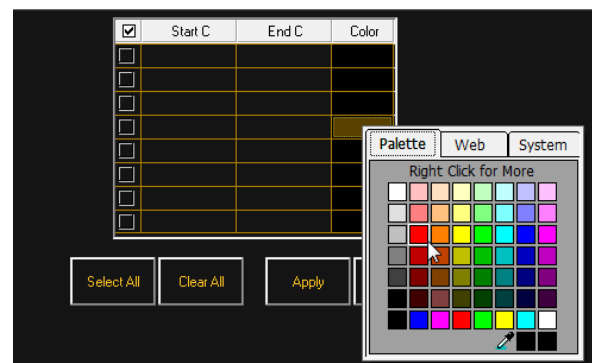 Start C End C Color
Palette Web System
Right Click for More
Select All Clear All Apply